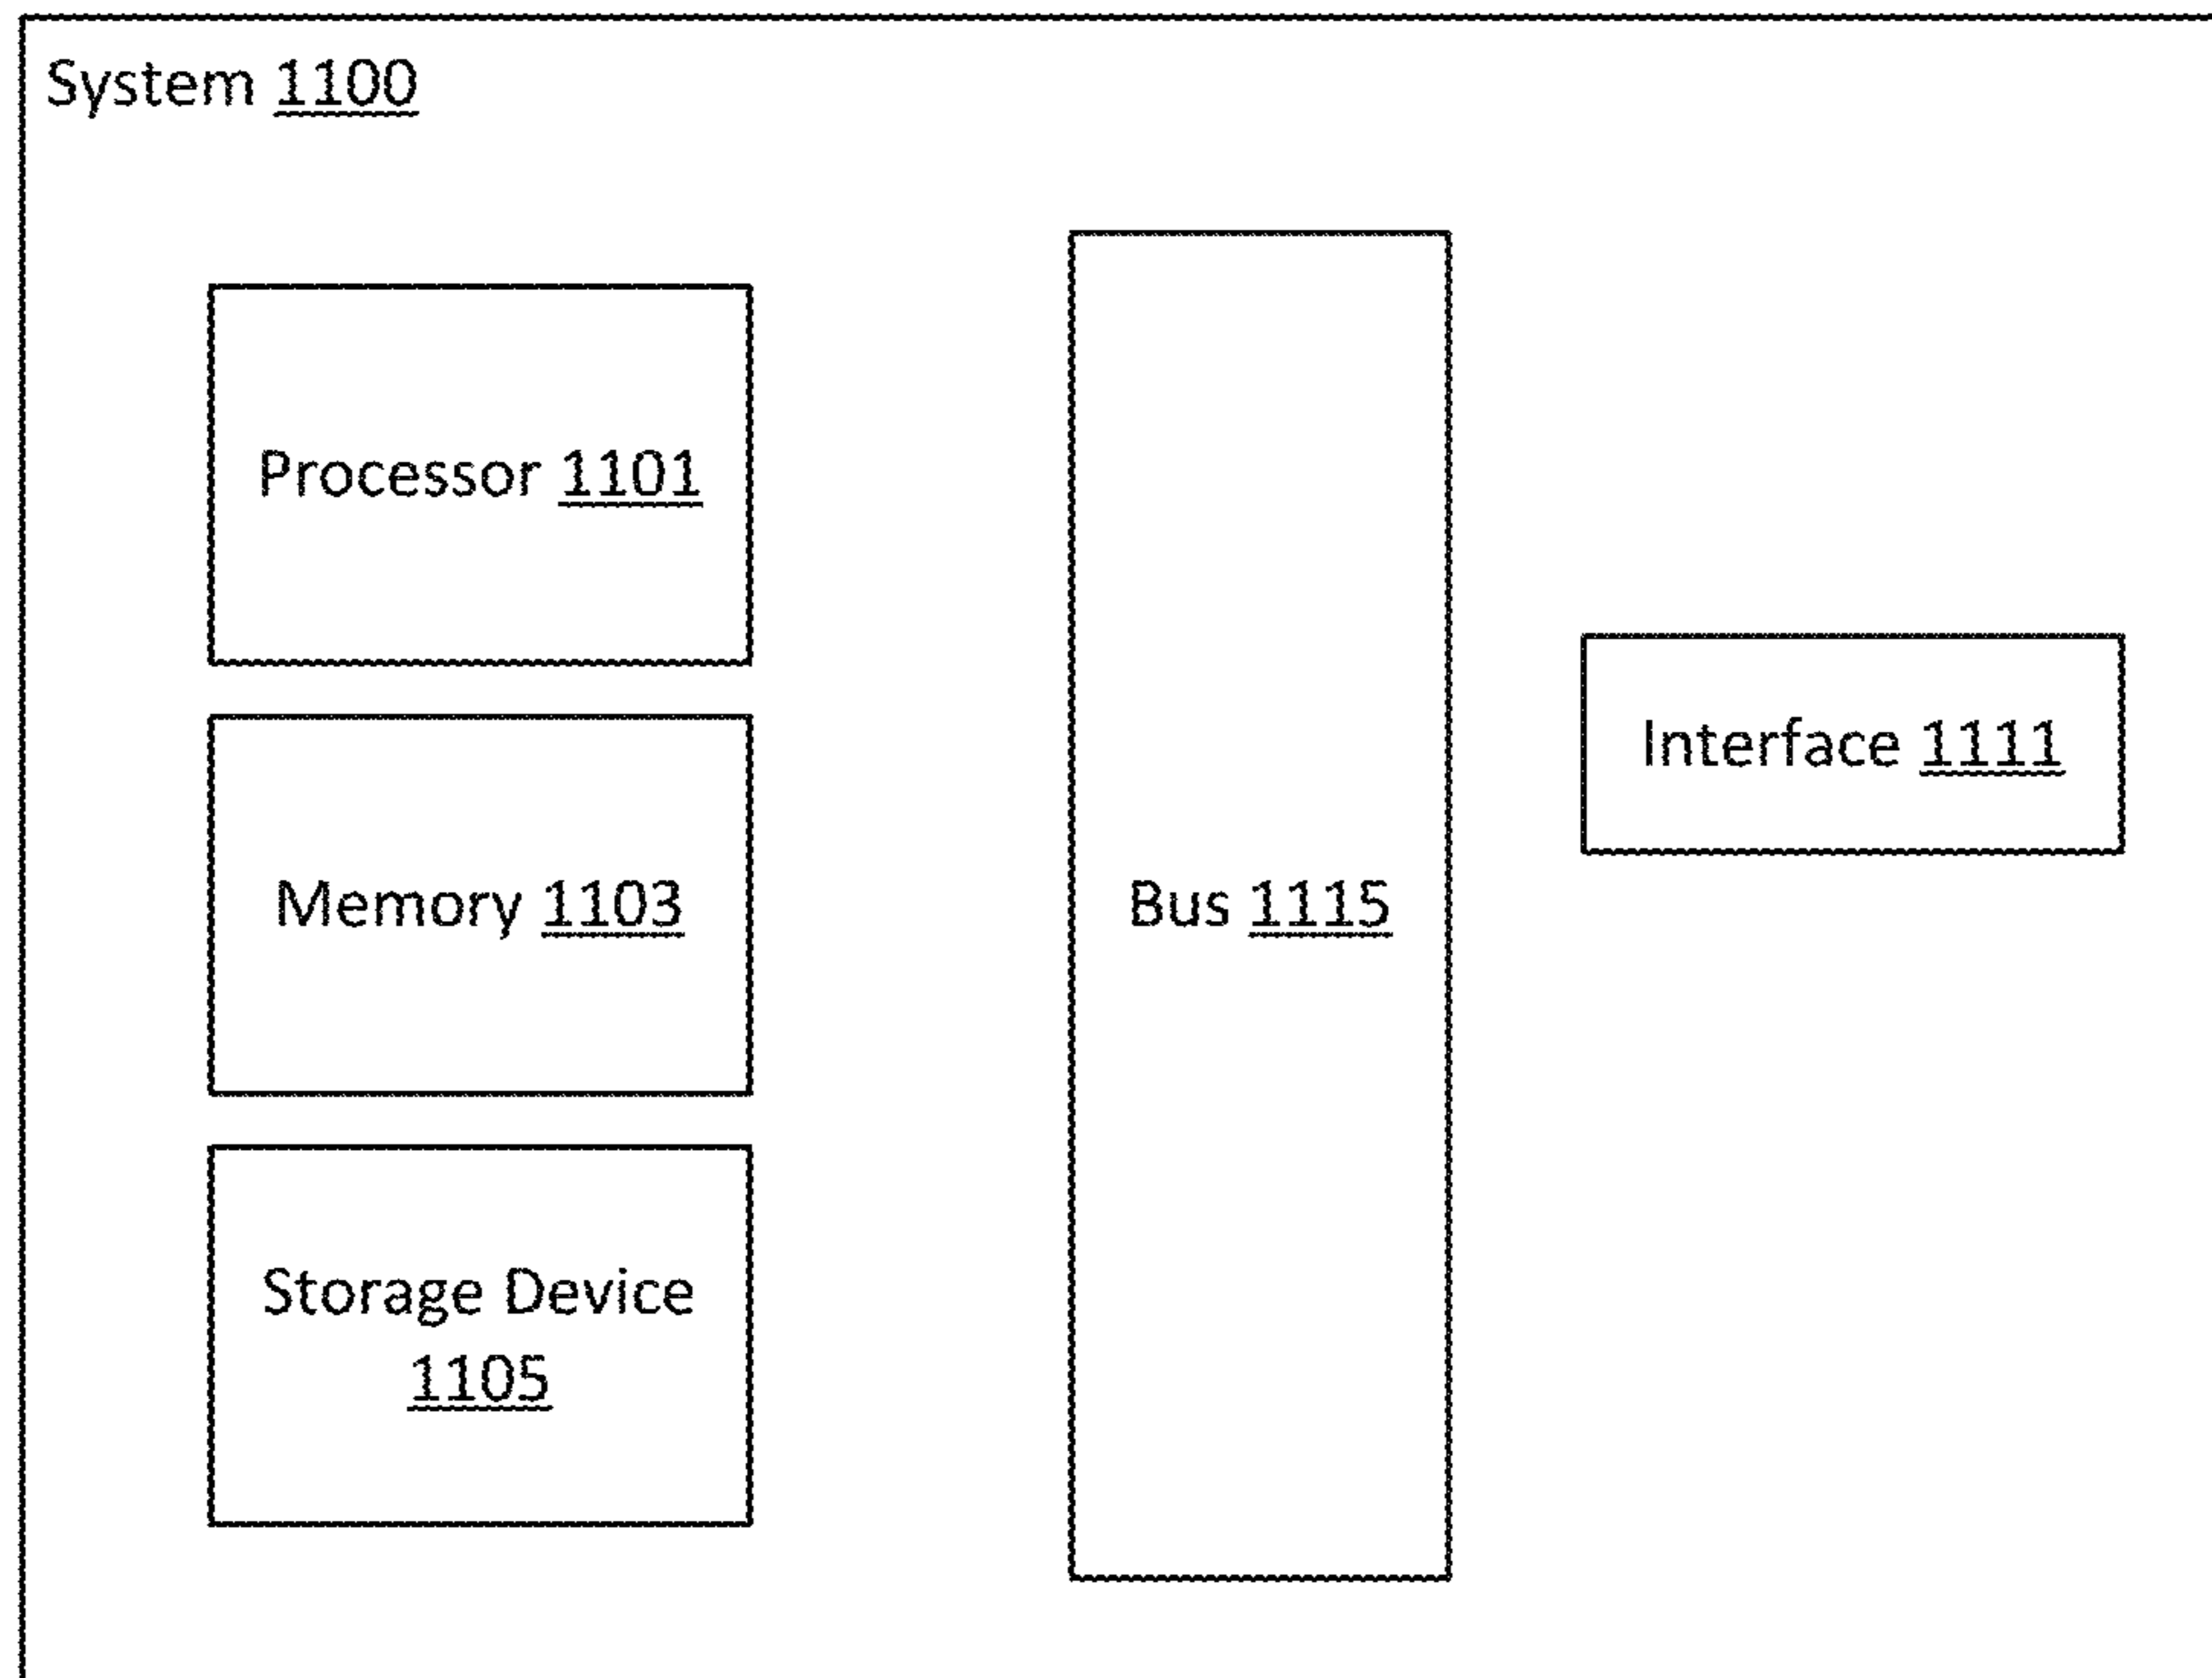 System 1100
Processor 1101
Memory 1103
Storage Device
1105
Bus 1115
Interface 1111